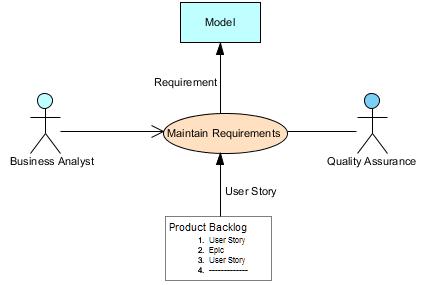 Model
Requirement
Maintain Requirements
Business Analyst
Quality Assurance
User Story
Product Backlog
1. User Story
2. Epic
3. User Story
4. -------------